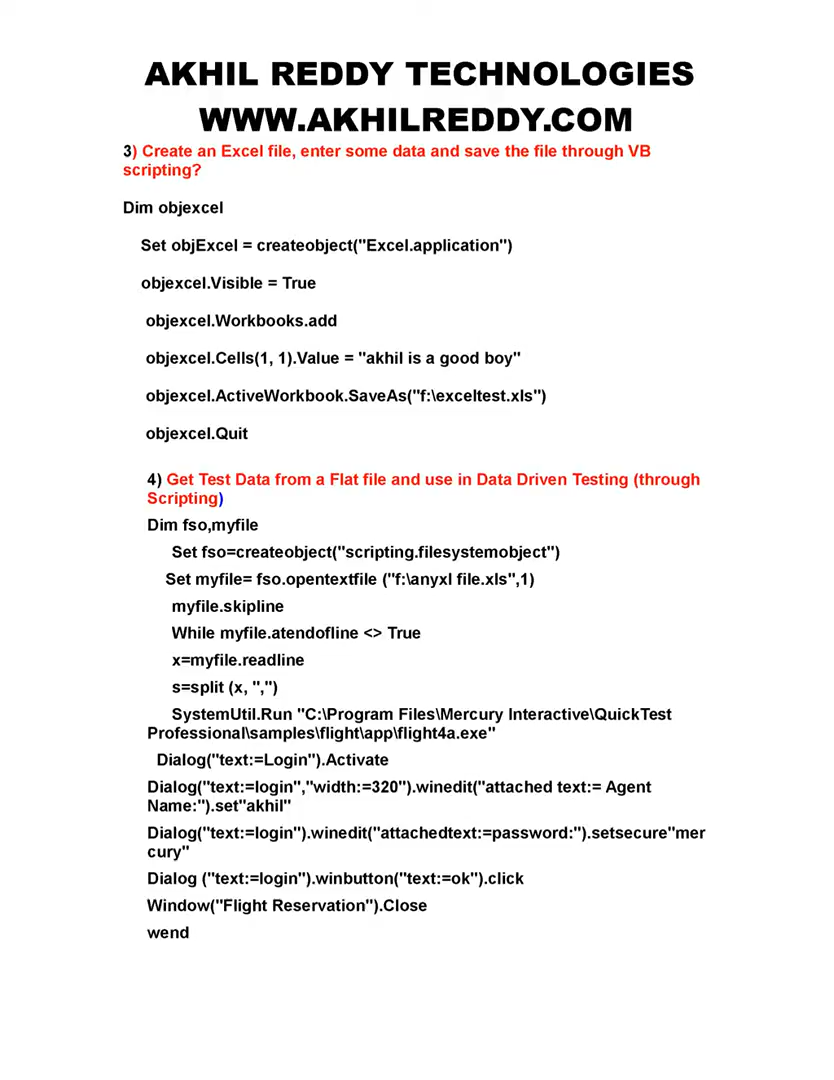 AKHIL REDDY TECHNOLOGIES
WWW.AKHILREDDY.COM
3) Create an Excel file, enter some data and save the file through VB
scripting?
Dim objexcel
Set objExcel = createobject("Excel.application")
objexcel.Visible = True
objexcel.Workbooks.add
objexcel.Cells(1, 1).Value = "akhil is a good boy"
objexcel.ActiveWorkbook.SaveAs("f:\exceltest.xls")
objexcel.Quit
4) Get Test Data from a Flat file and use in Data Driven Testing (through
Scripting)
Dim fso,myfile
Set fso=createobject("scripting.filesystemobject")
Set myfile= fso.opentextfile ("f:\anyxl file.xls",1)
myfile.skipline
While myfile.atendofline <> True
x=myfile.readline
s=split (x, ",")
SystemUtil.Run "C:\Program Files\Mercury Interactive\QuickTest
Professional\samples\flight\app\flight4a.exe"
Dialog("text:=Login").Activate
Dialog("text:=login","width:=320").winedit("attached text:= Agent
Name:").set"akhil"
Dialog("text:=login").winedit("attachedtext:=password:").setsecure"mer
cury"
Dialog ("text:=login").winbutton("text:=ok").click
Window("Flight Reservation").Close
wend